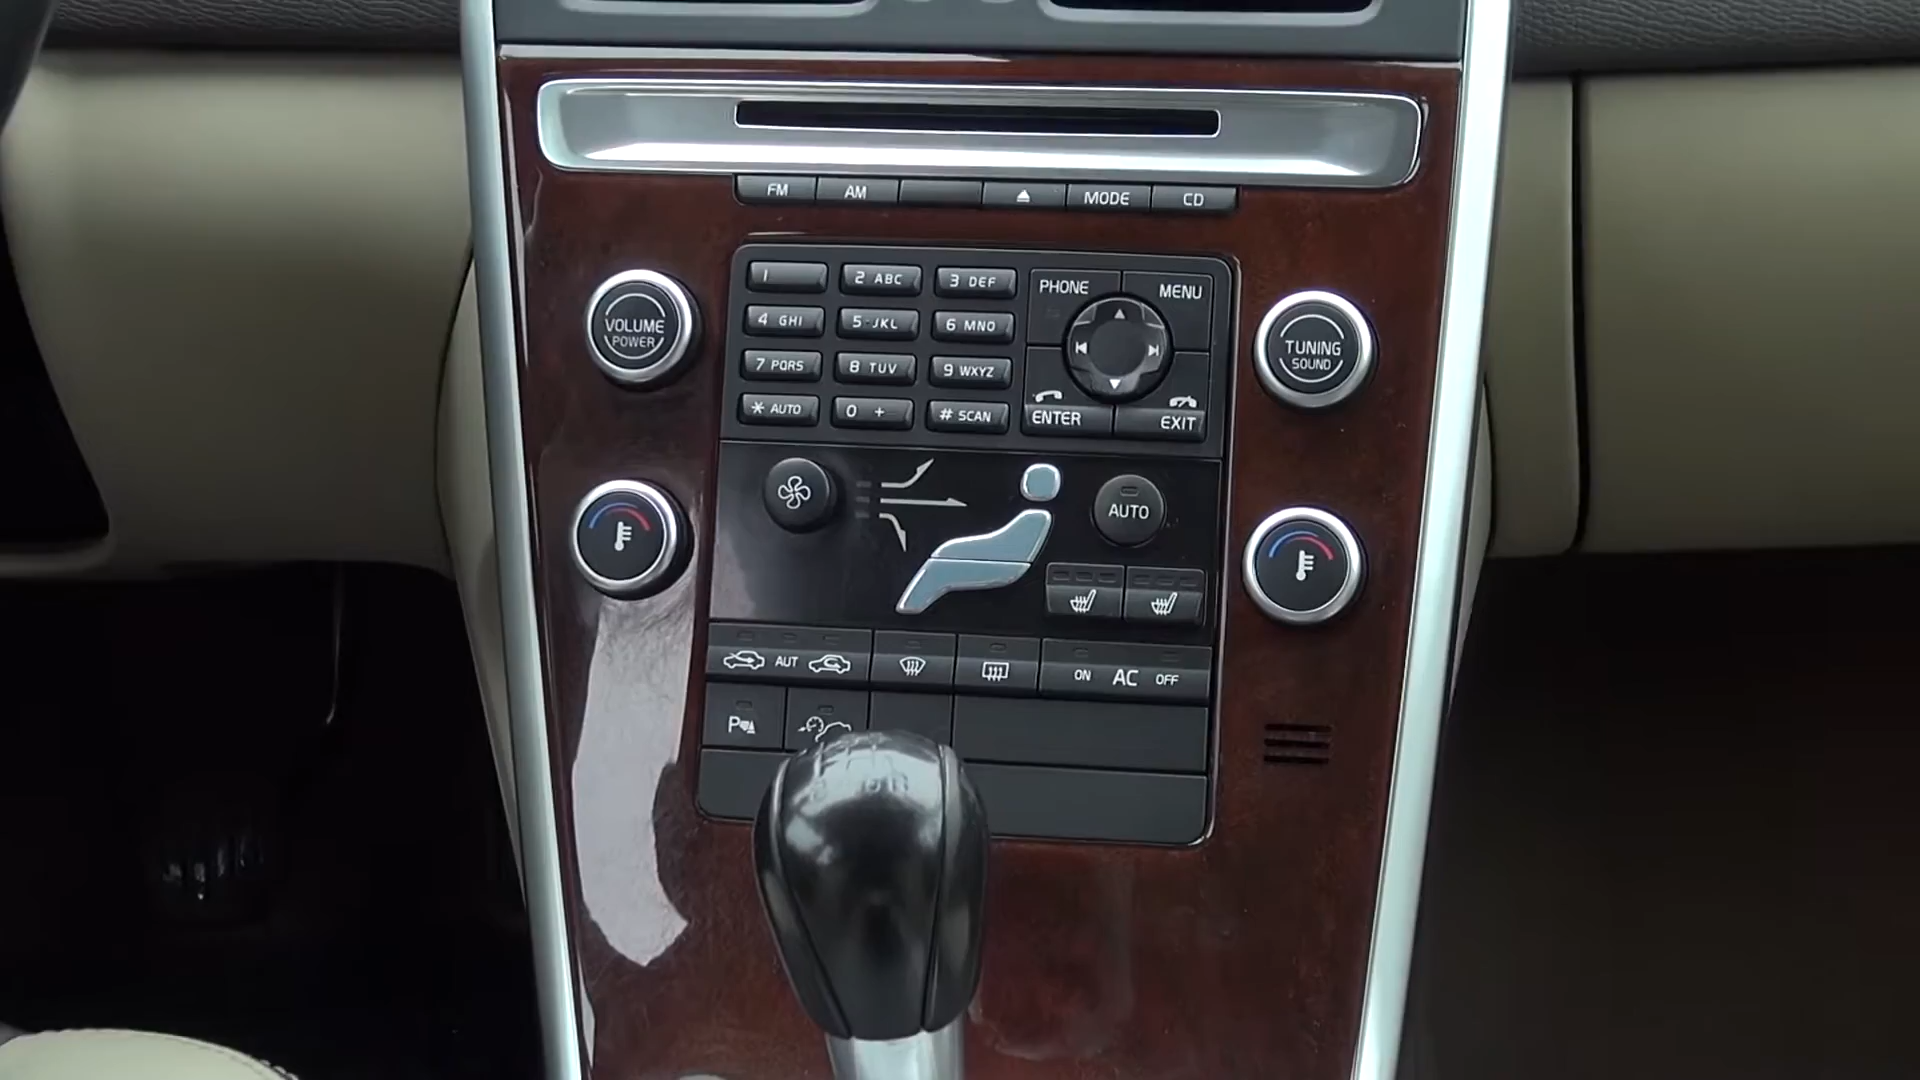 FM AM MODE CD
1 2 ABC 3 DEF PHONE MENU
VOLUME
POWER
4 GHI 5 JKL 6 MNO
TUNING
SOUND
7 PQRS 8 TUV 9 WXYZ
* AUTO 0 + # SCAN ENTER EXIT
AUTO
AUT ON AC OFF
P